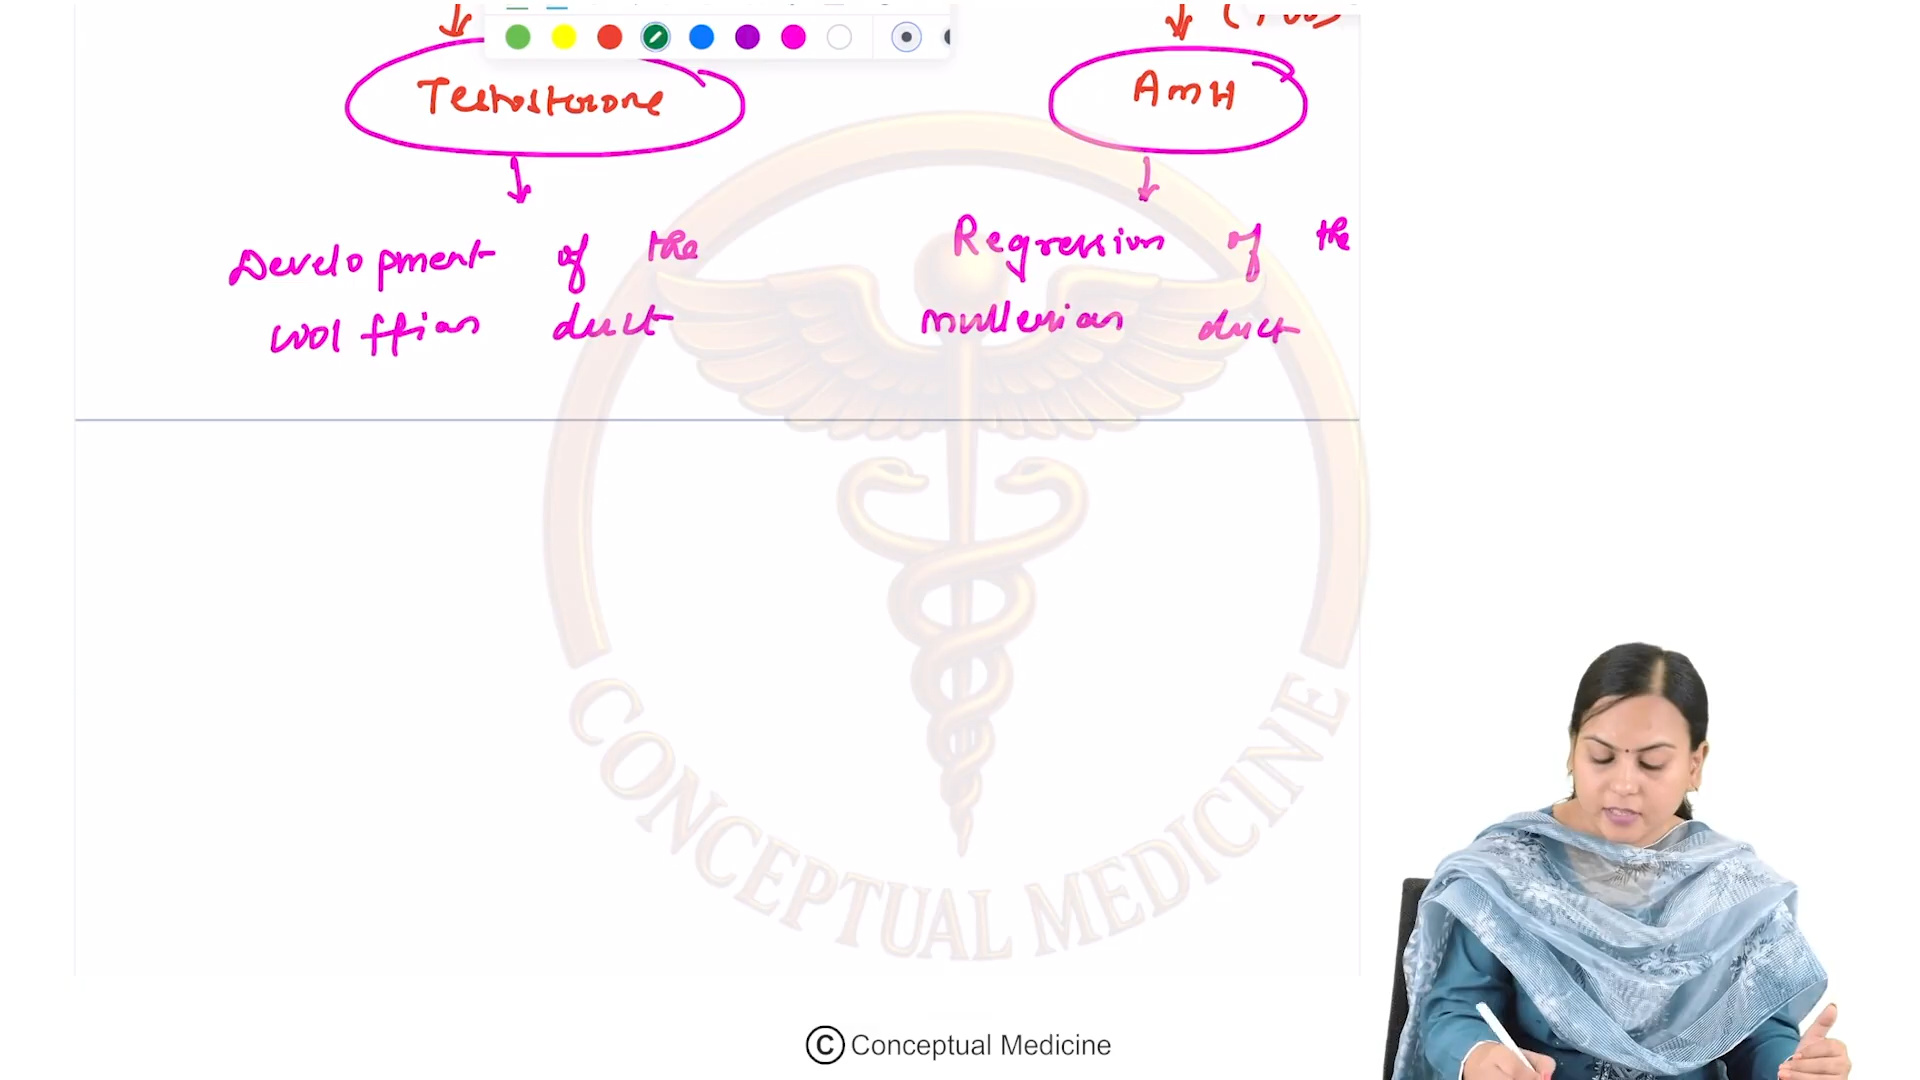 Testosterone
AMH
Development of the
wolffian duct
Regression of the
mullerian duct
CONCEPTUAL MEDICINE
© Conceptual Medicine